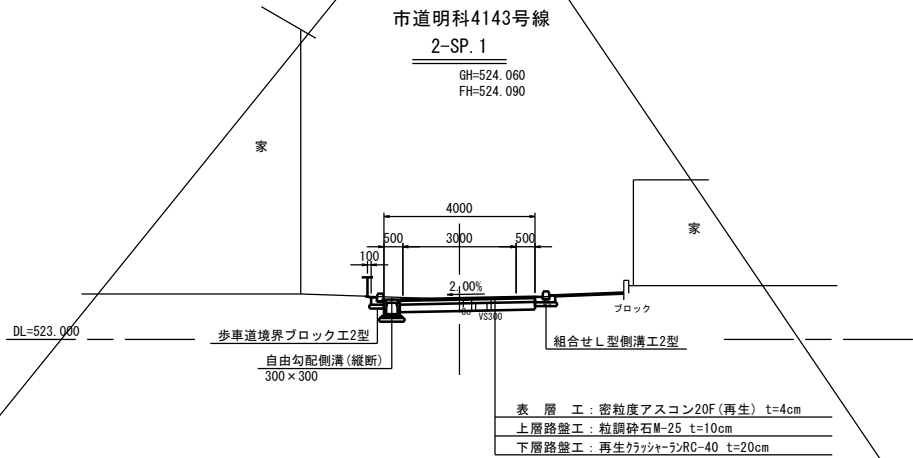 市道明科4143号線
2-SP.1
GH=524.060
FH=524.090
家
家
4000
500
3000
500
100
2.00%
VS300
ブロック
DL=523.000
歩車道境界ブロック工2型
組合せL型側溝工2型
自由勾配側溝(縦断)
300×300
表 層 工：密粒度アスコン20F(再生) t=4cm
上層路盤工：粒調砕石M-25 t=10cm
下層路盤工：再生クラッシャーランRC-40 t=20cm